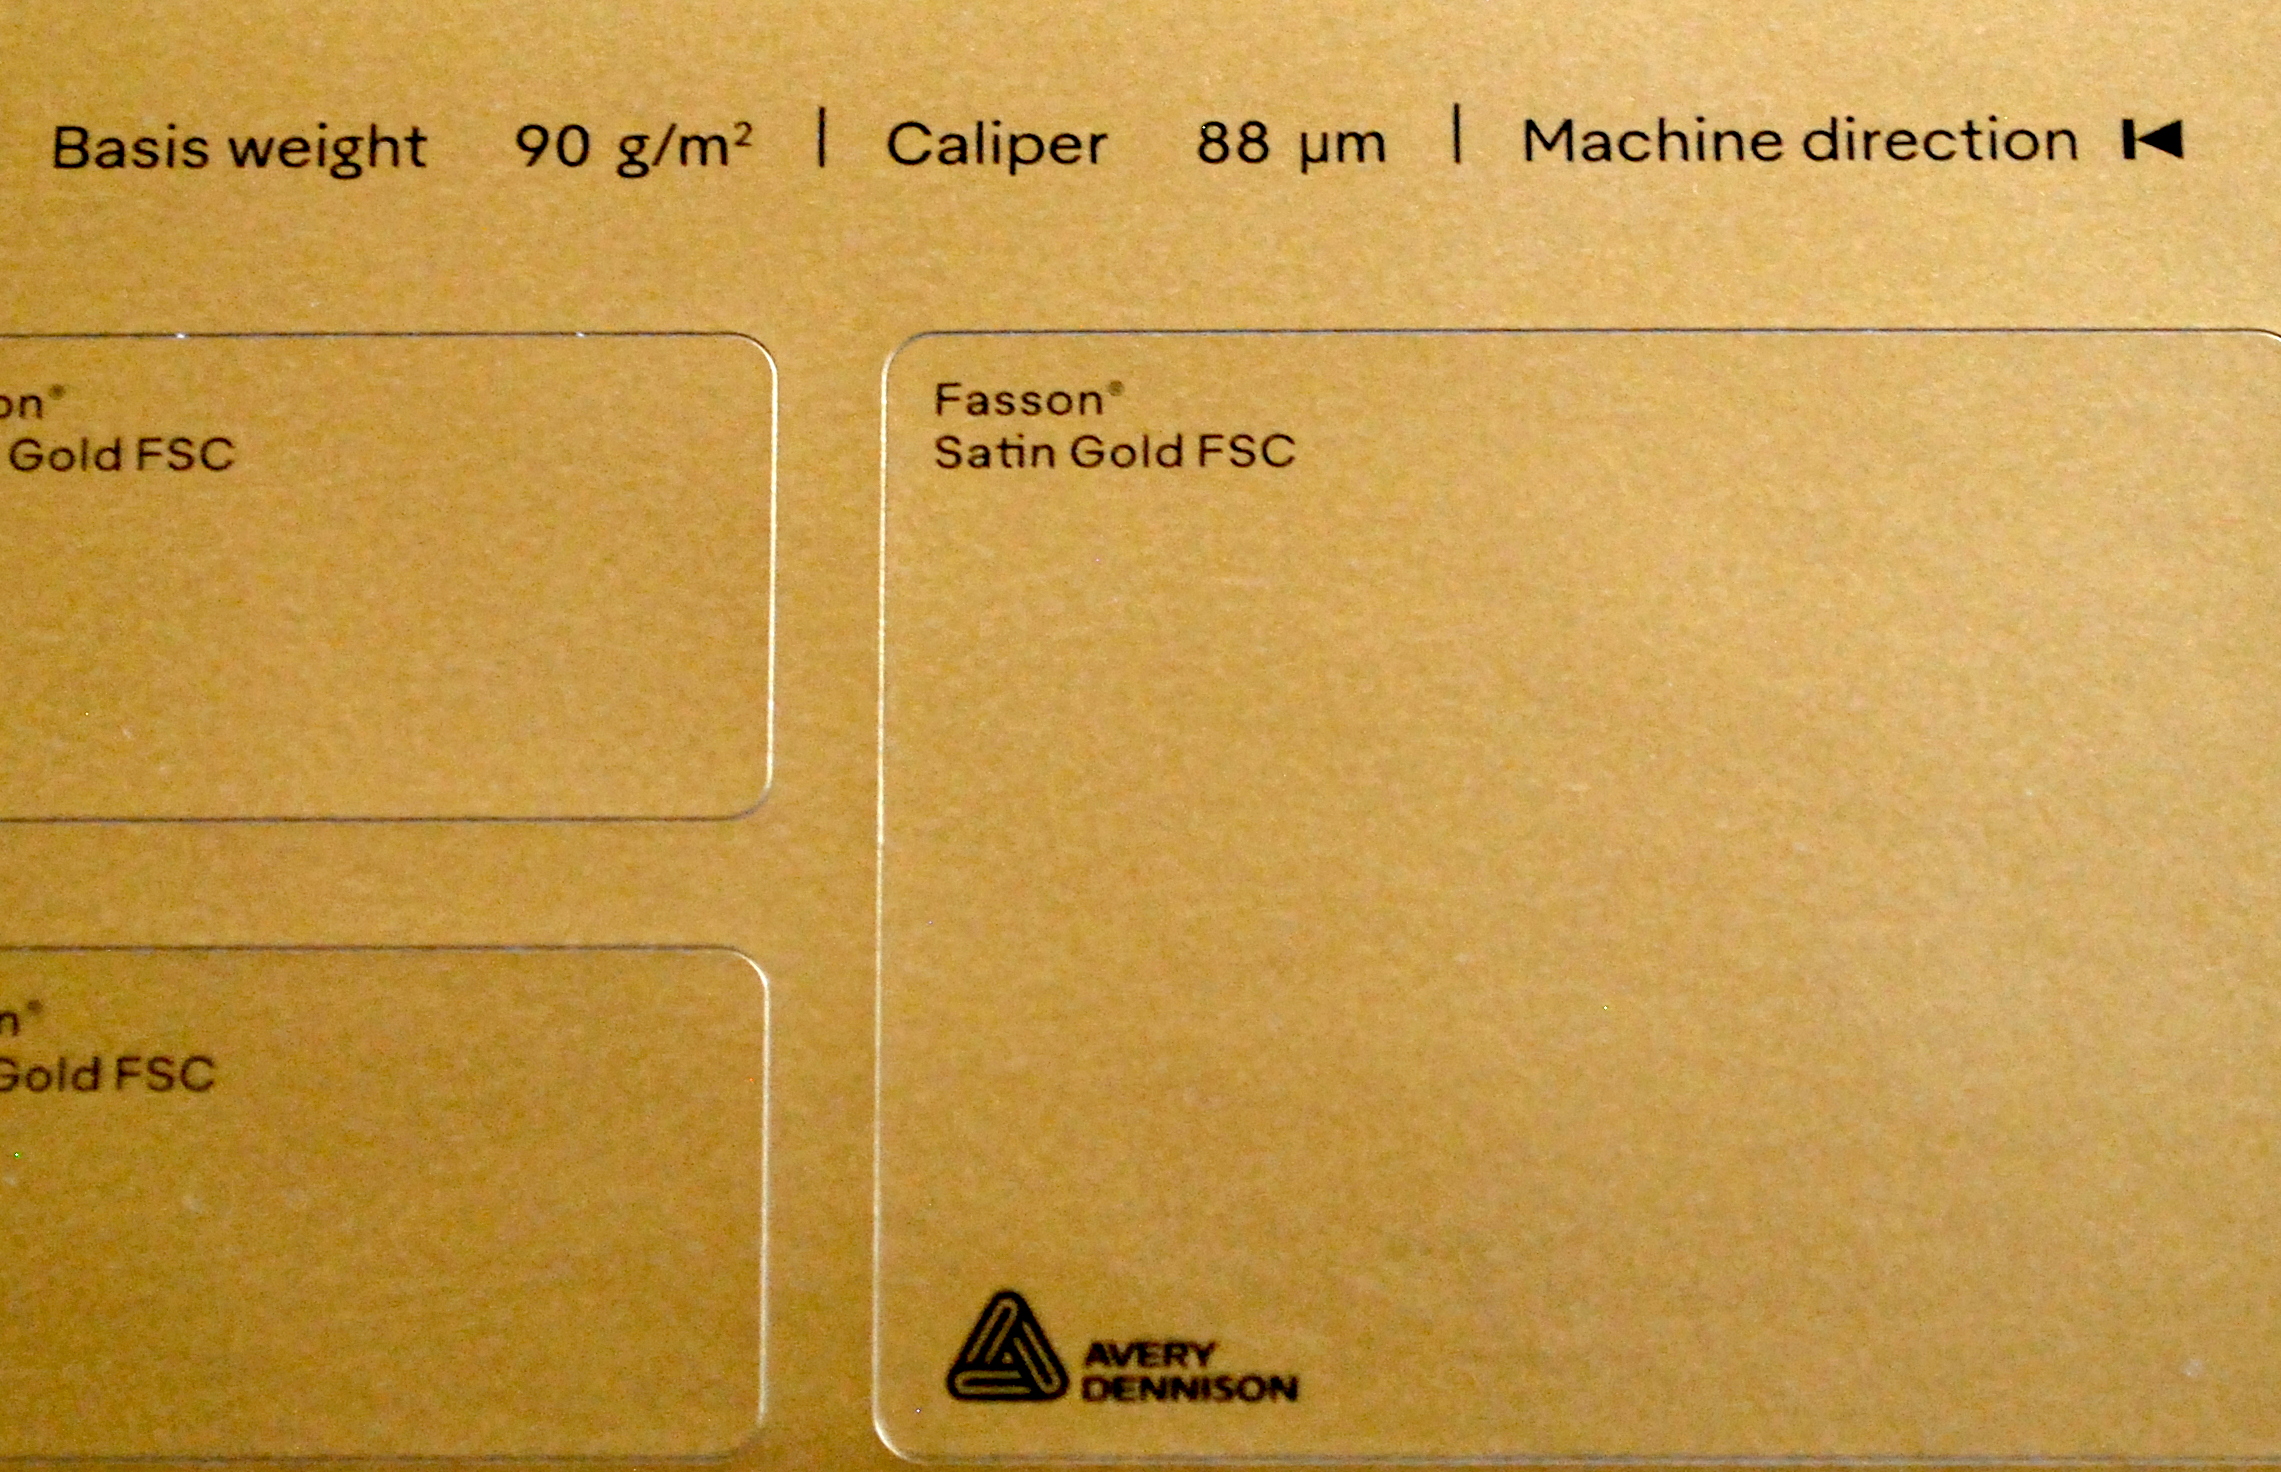 Basis weight 90 g/m² | Caliper 88 µm | Machine direction
on®
Gold FSC
Fasson®
Satin Gold FSC
n®
Gold FSC
AVERY
DENNISON